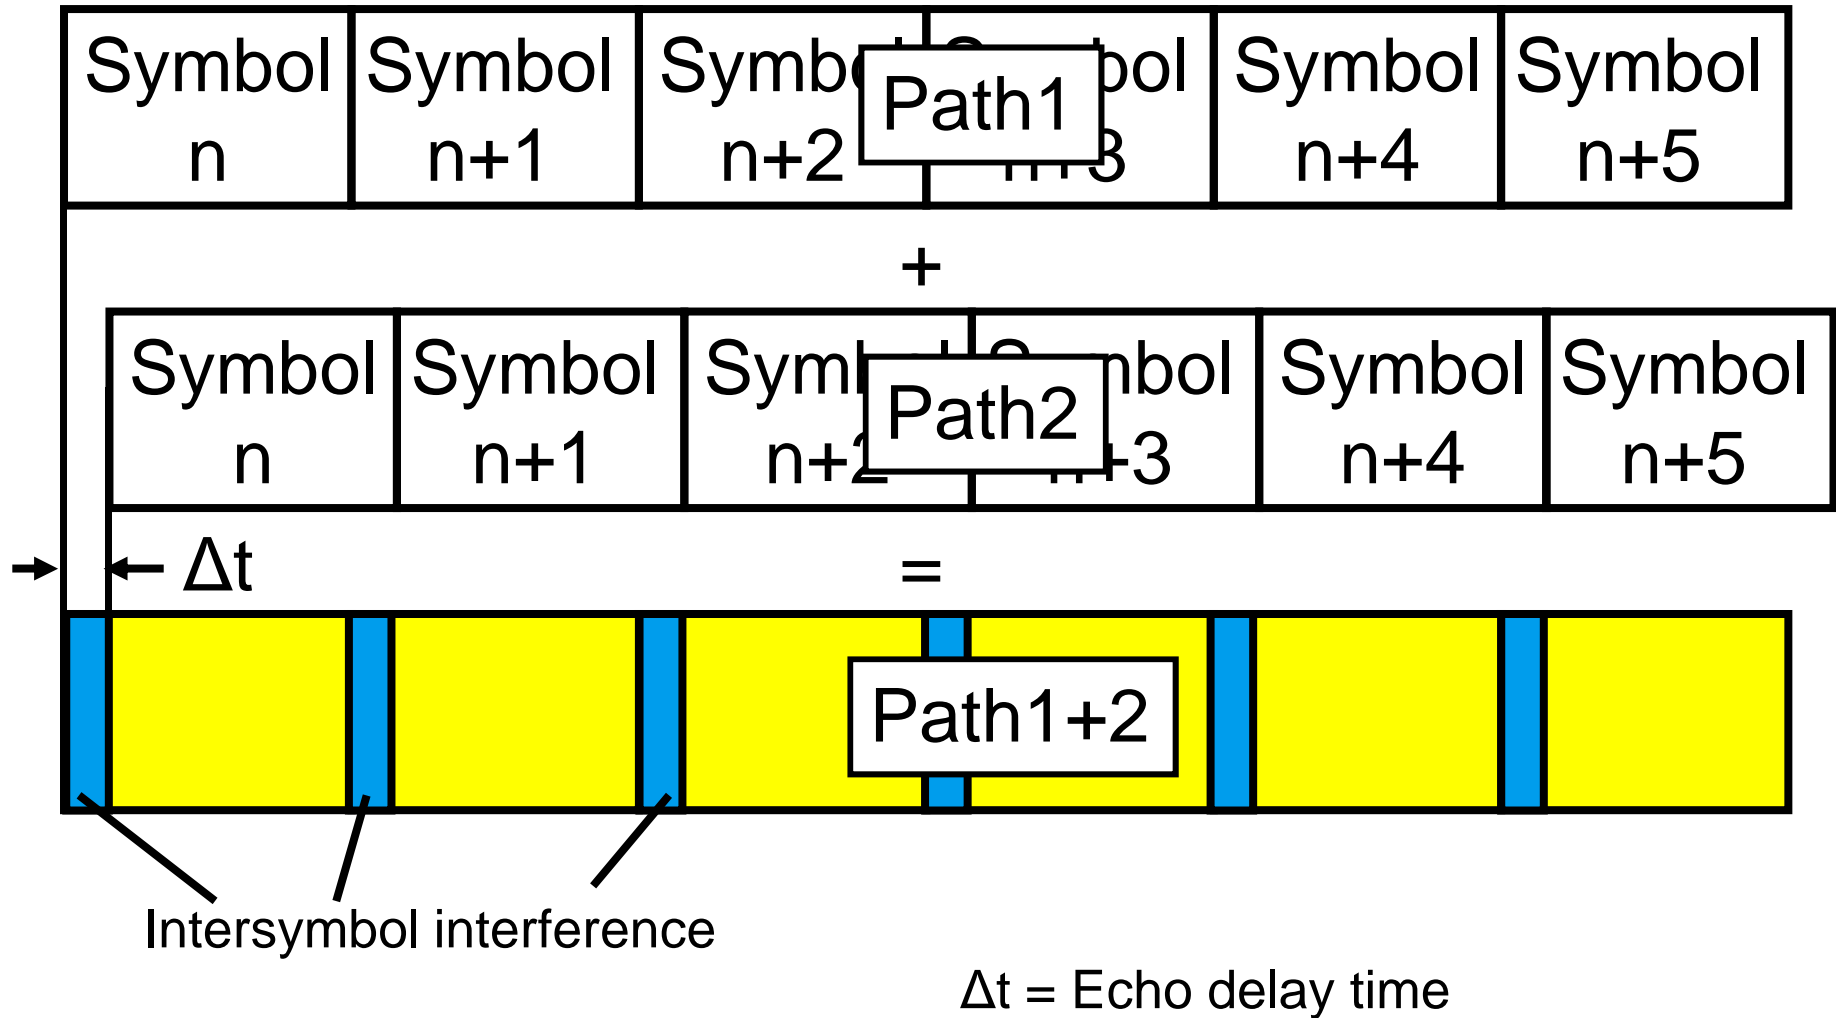 Symbol Symbol Symbol Symbol Symbol
n n+1 n+2 n+4 n+5
Path1
+
Symbol Symbol Symbol Symbol
n n+1 n+4 n+5
Path2
Δt
=
Path1+2
Intersymbol interference
Δt = Echo delay time